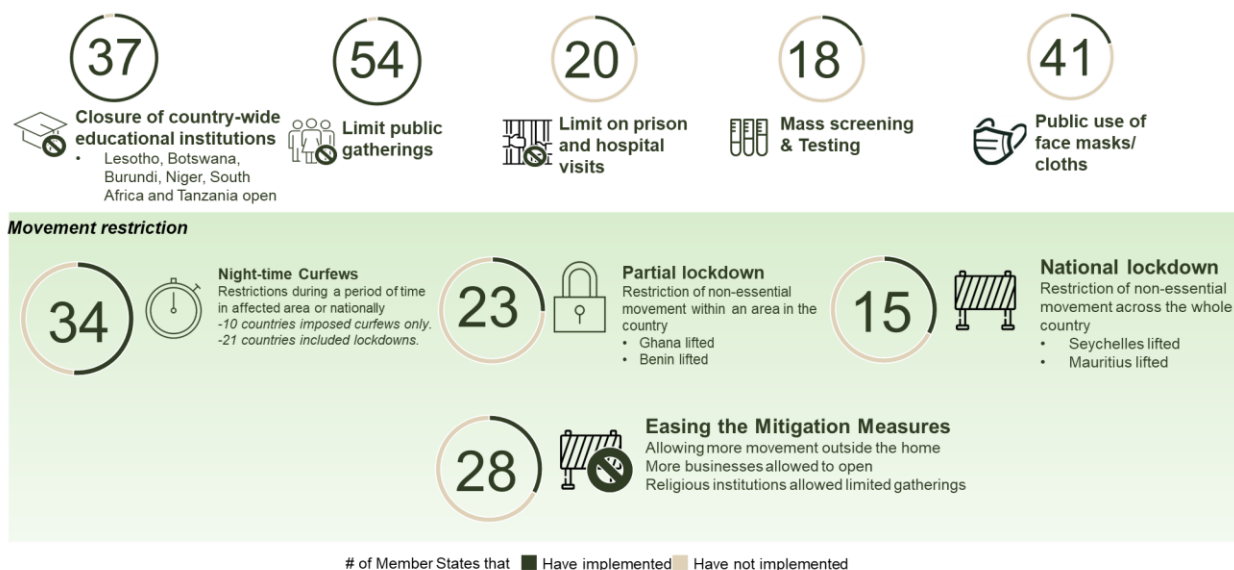 37
Closure of country-wide
educational institutions
• Lesotho, Botswana,
Burundi, Niger, South
Africa and Tanzania open
54
Limit public
gatherings
20
Limit on prison
and hospital
visits
18
Mass screening
& Testing
41
Public use of
face masks/
cloths
Movement restriction
34
Night-time Curfews
Restrictions during a period of time
in affected area or nationally
-10 countries imposed curfews only.
-21 countries included lockdowns.
23
Partial lockdown
Restriction of non-essential
movement within an area in the
country
• Ghana lifted
• Benin lifted
15
National lockdown
Restriction of non-essential
movement across the whole
country
• Seychelles lifted
• Mauritius lifted
28
Easing the Mitigation Measures
Allowing more movement outside the home
More businesses allowed to open
Religious institutions allowed limited gatherings
# of Member States that Have implemented Have not implemented